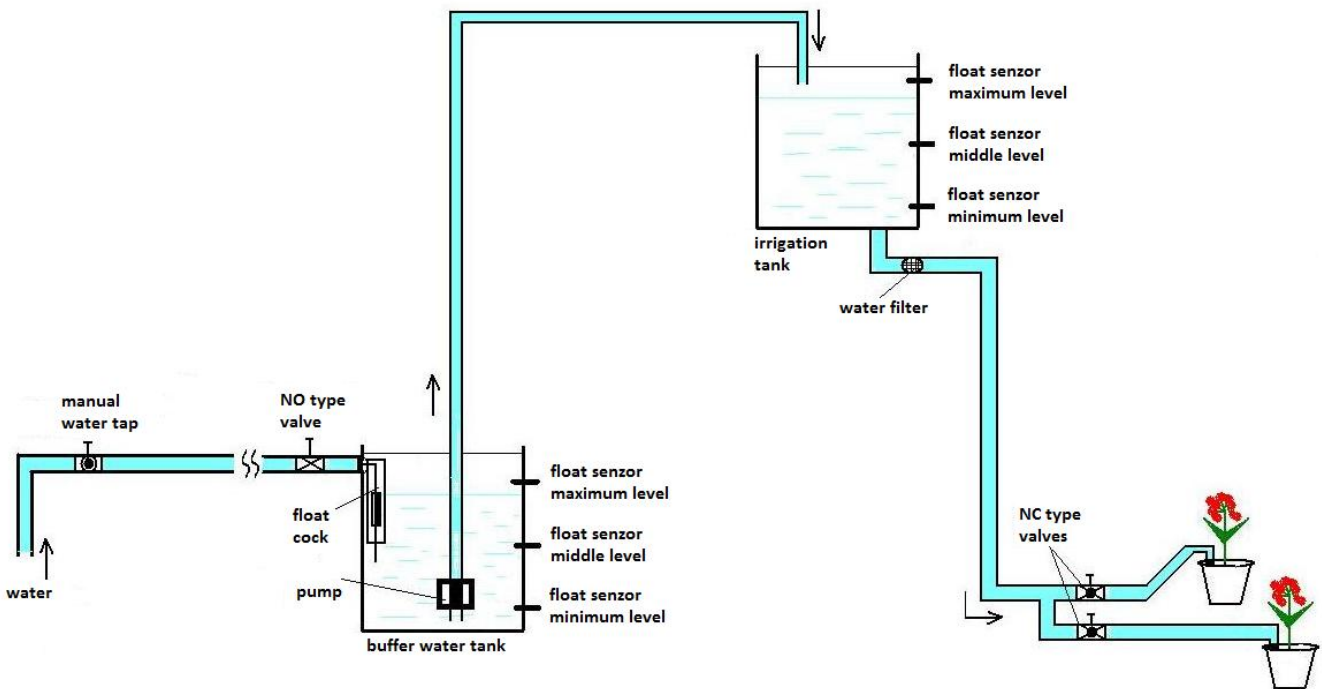 float senzor
maximum level
float senzor
middle level
float senzor
minimum level
irrigation
tank
water filter
manual
water tap
NO type
valve
float senzor
maximum level
float
cock
float senzor
middle level
NC type
valves
water
pump
float senzor
minimum level
buffer water tank